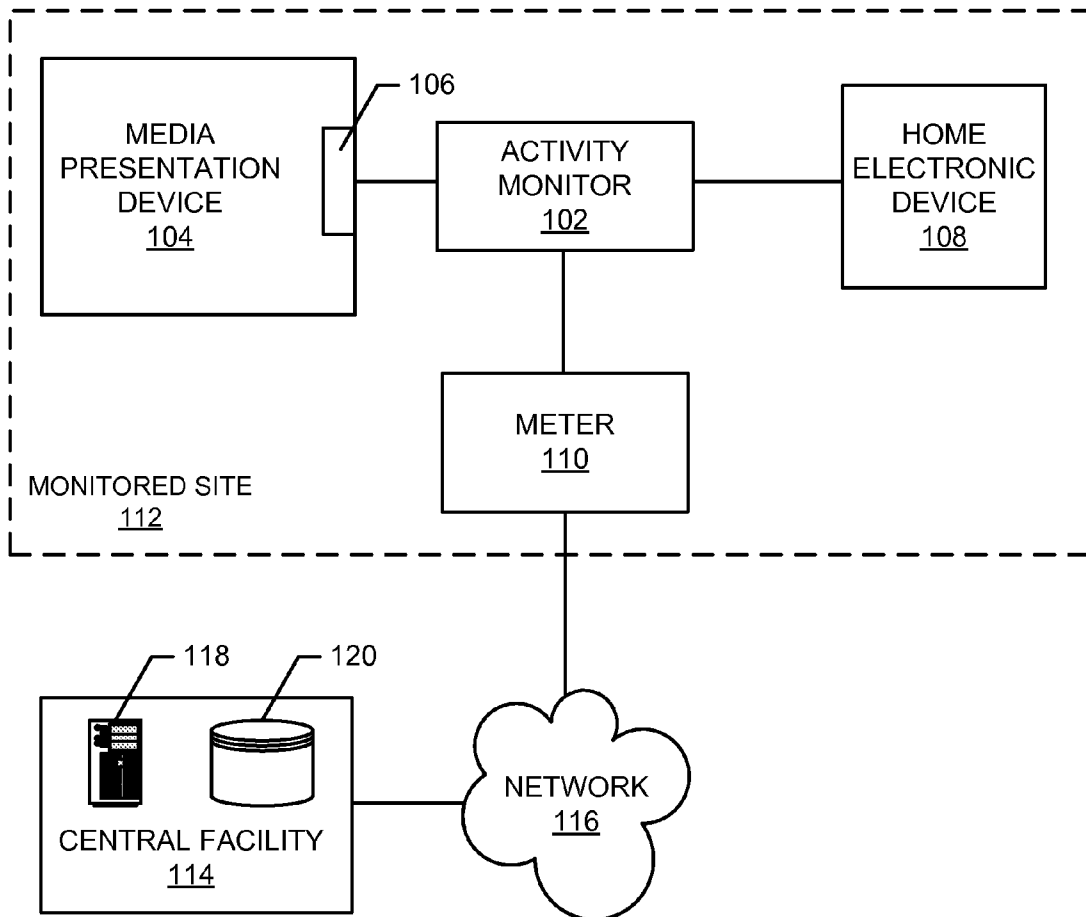 106
MEDIA
PRESENTATION
DEVICE
104
ACTIVITY
MONITOR
102
HOME
ELECTRONIC
DEVICE
108
METER
110
MONITORED SITE
112
118
120
CENTRAL FACILITY
114
NETWORK
116